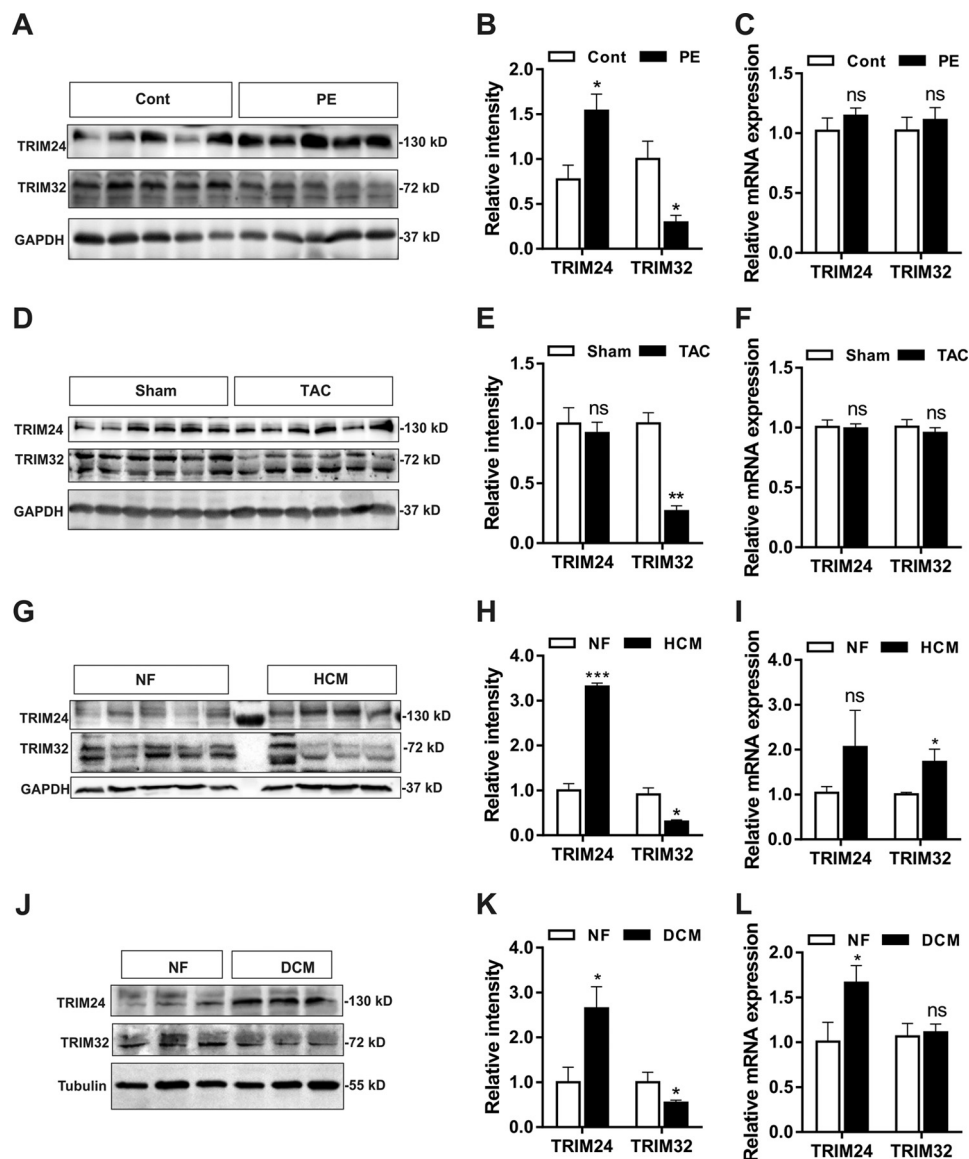 A
Cont PE
TRIM24
-130 kD
TRIM32
-72 kD
GAPDH
-37 kD
B
Cont PE
Relative intensity
2.0
1.5
1.0
0.5
0.0
*
*
TRIM24 TRIM32
C
Cont PE
Relative mRNA expression
1.5
1.0
0.5
0.0
ns
ns
TRIM24 TRIM32
D
Sham TAC
TRIM24
-130 kD
TRIM32
-72 kD
GAPDH
-37 kD
E
Sham TAC
Relative intensity
1.5
1.0
0.5
0.0
ns
**
TRIM24 TRIM32
F
Sham TAC
Relative mRNA expression
1.5
1.0
0.5
0.0
ns
ns
TRIM24 TRIM32
G
NF HCM
TRIM24
-130 kD
TRIM32
-72 kD
GAPDH
-37 kD
H
NF HCM
Relative intensity
4.0
3.0
2.0
1.0
0.0
***
*
TRIM24 TRIM32
I
NF HCM
Relative mRNA expression
4.0
3.0
2.0
1.0
0.0
ns
*
TRIM24 TRIM32
J
NF DCM
TRIM24
-130 kD
TRIM32
-72 kD
Tubulin
-55 kD
K
NF DCM
Relative intensity
4.0
3.0
2.0
1.0
0.0
*
*
TRIM24 TRIM32
L
NF DCM
Relative mRNA expression
2.0
1.5
1.0
0.5
0.0
*
ns
TRIM24 TRIM32